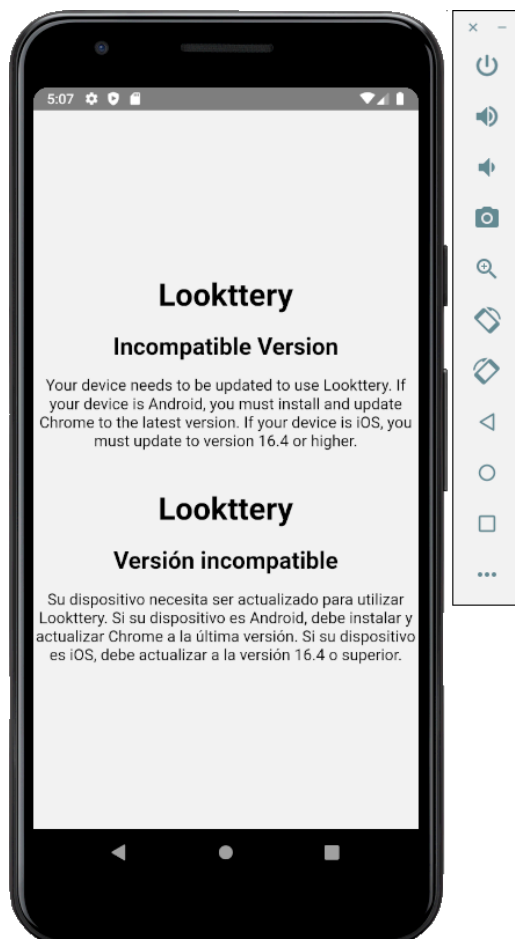 5:07
Lookttery
Incompatible Version
Your device needs to be updated to use Lookttery. If
your device is Android, you must install and update
Chrome to the latest version. If your device is iOS, you
must update to version 16.4 or higher.
Lookttery
Versión incompatible
Su dispositivo necesita ser actualizado para utilizar
Lookttery. Si su dispositivo es Android, debe instalar y
actualizar Chrome a la última versión. Si su dispositivo
es iOS, debe actualizar a la versión 16.4 o superior.